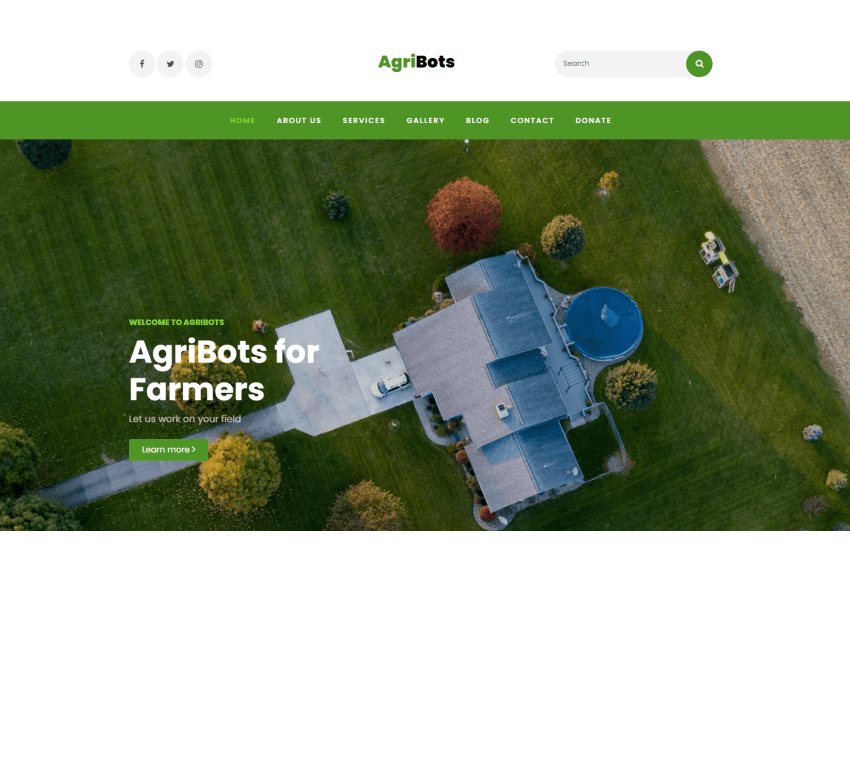 AgriBots
Search
HOME ABOUT US SERVICES GALLERY BLOG CONTACT DONATE
WELCOME TO AGRIBOTS
AgriBots for
Farmers
Let us work on your field
Learn more